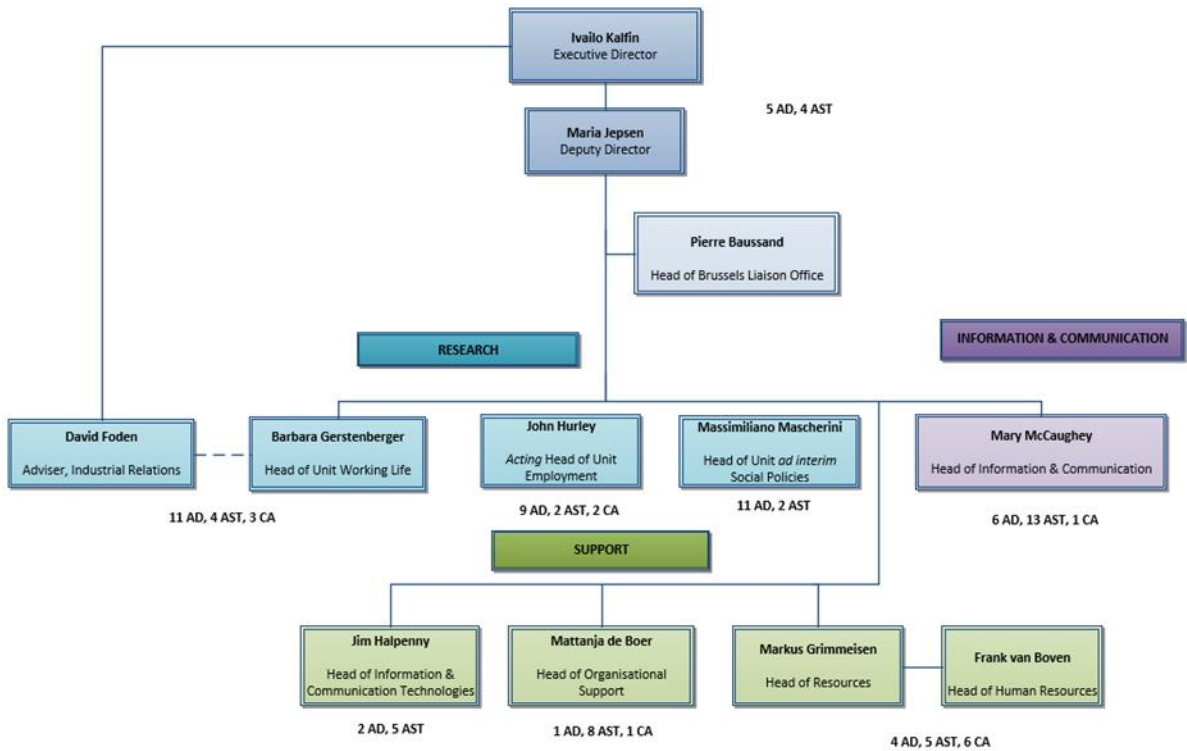 Ivailo Kalfin
Executive Director
5 AD, 4 AST
Maria Jepsen
Deputy Director
Pierre Baussand
Head of Brussels Liaison Office
RESEARCH
INFORMATION & COMMUNICATION
David Foden
Adviser, Industrial Relations
Barbara Gerstenberger
Head of Unit Working Life
John Hurley
Acting Head of Unit
Employment
Massimiliano Mascherini
Head of Unit ad interim
Social Policies
Mary McCaughey
Head of Information & Communication
11 AD, 4 AST, 3 CA
9 AD, 2 AST, 2 CA
11 AD, 2 AST
6 AD, 13 AST, 1 CA
SUPPORT
Jim Halpenny
Head of Information &
Communication Technologies
Mattanja de Boer
Head of Organisational
Support
Markus Grimmeisen
Head of Resources
Frank van Boven
Head of Human Resources
2 AD, 5 AST
1 AD, 8 AST, 1 CA
4 AD, 5 AST, 6 CA